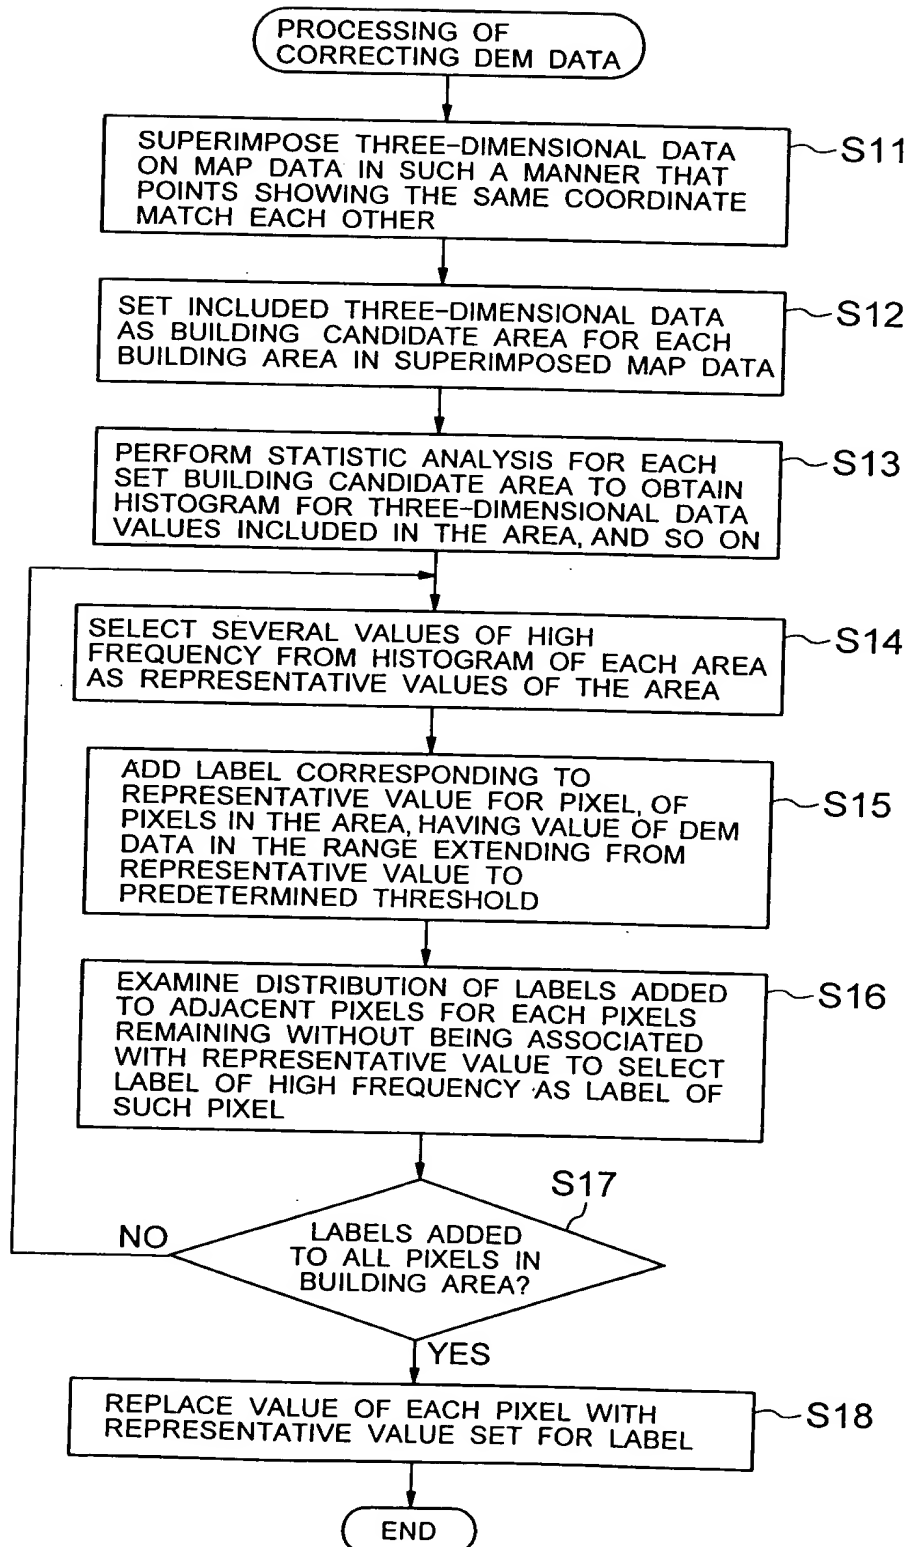 PROCESSING OF
CORRECTING DEM DATA
SUPERIMPOSE THREE-DIMENSIONAL DATA
ON MAP DATA IN SUCH A MANNER THAT
POINTS SHOWING THE SAME COORDINATE
MATCH EACH OTHER
S11
SET INCLUDED THREE-DIMENSIONAL DATA
AS BUILDING CANDIDATE AREA FOR EACH
BUILDING AREA IN SUPERIMPOSED MAP DATA
S12
PERFORM STATISTIC ANALYSIS FOR EACH
SET BUILDING CANDIDATE AREA TO OBTAIN
HISTOGRAM FOR THREE-DIMENSIONAL DATA
VALUES INCLUDED IN THE AREA, AND SO ON
S13
SELECT SEVERAL VALUES OF HIGH
FREQUENCY FROM HISTOGRAM OF EACH AREA
AS REPRESENTATIVE VALUES OF THE AREA
S14
ADD LABEL CORRESPONDING TO
REPRESENTATIVE VALUE FOR PIXEL, OF
PIXELS IN THE AREA, HAVING VALUE OF DEM
DATA IN THE RANGE EXTENDING FROM
REPRESENTATIVE VALUE TO
PREDETERMINED THRESHOLD
S15
EXAMINE DISTRIBUTION OF LABELS ADDED
TO ADJACENT PIXELS FOR EACH PIXELS
REMAINING WITHOUT BEING ASSOCIATED
WITH REPRESENTATIVE VALUE TO SELECT
LABEL OF HIGH FREQUENCY AS LABEL OF
SUCH PIXEL
S16
S17
NO
LABELS ADDED
TO ALL PIXELS IN
BUILDING AREA?
YES
REPLACE VALUE OF EACH PIXEL WITH
REPRESENTATIVE VALUE SET FOR LABEL
S18
END